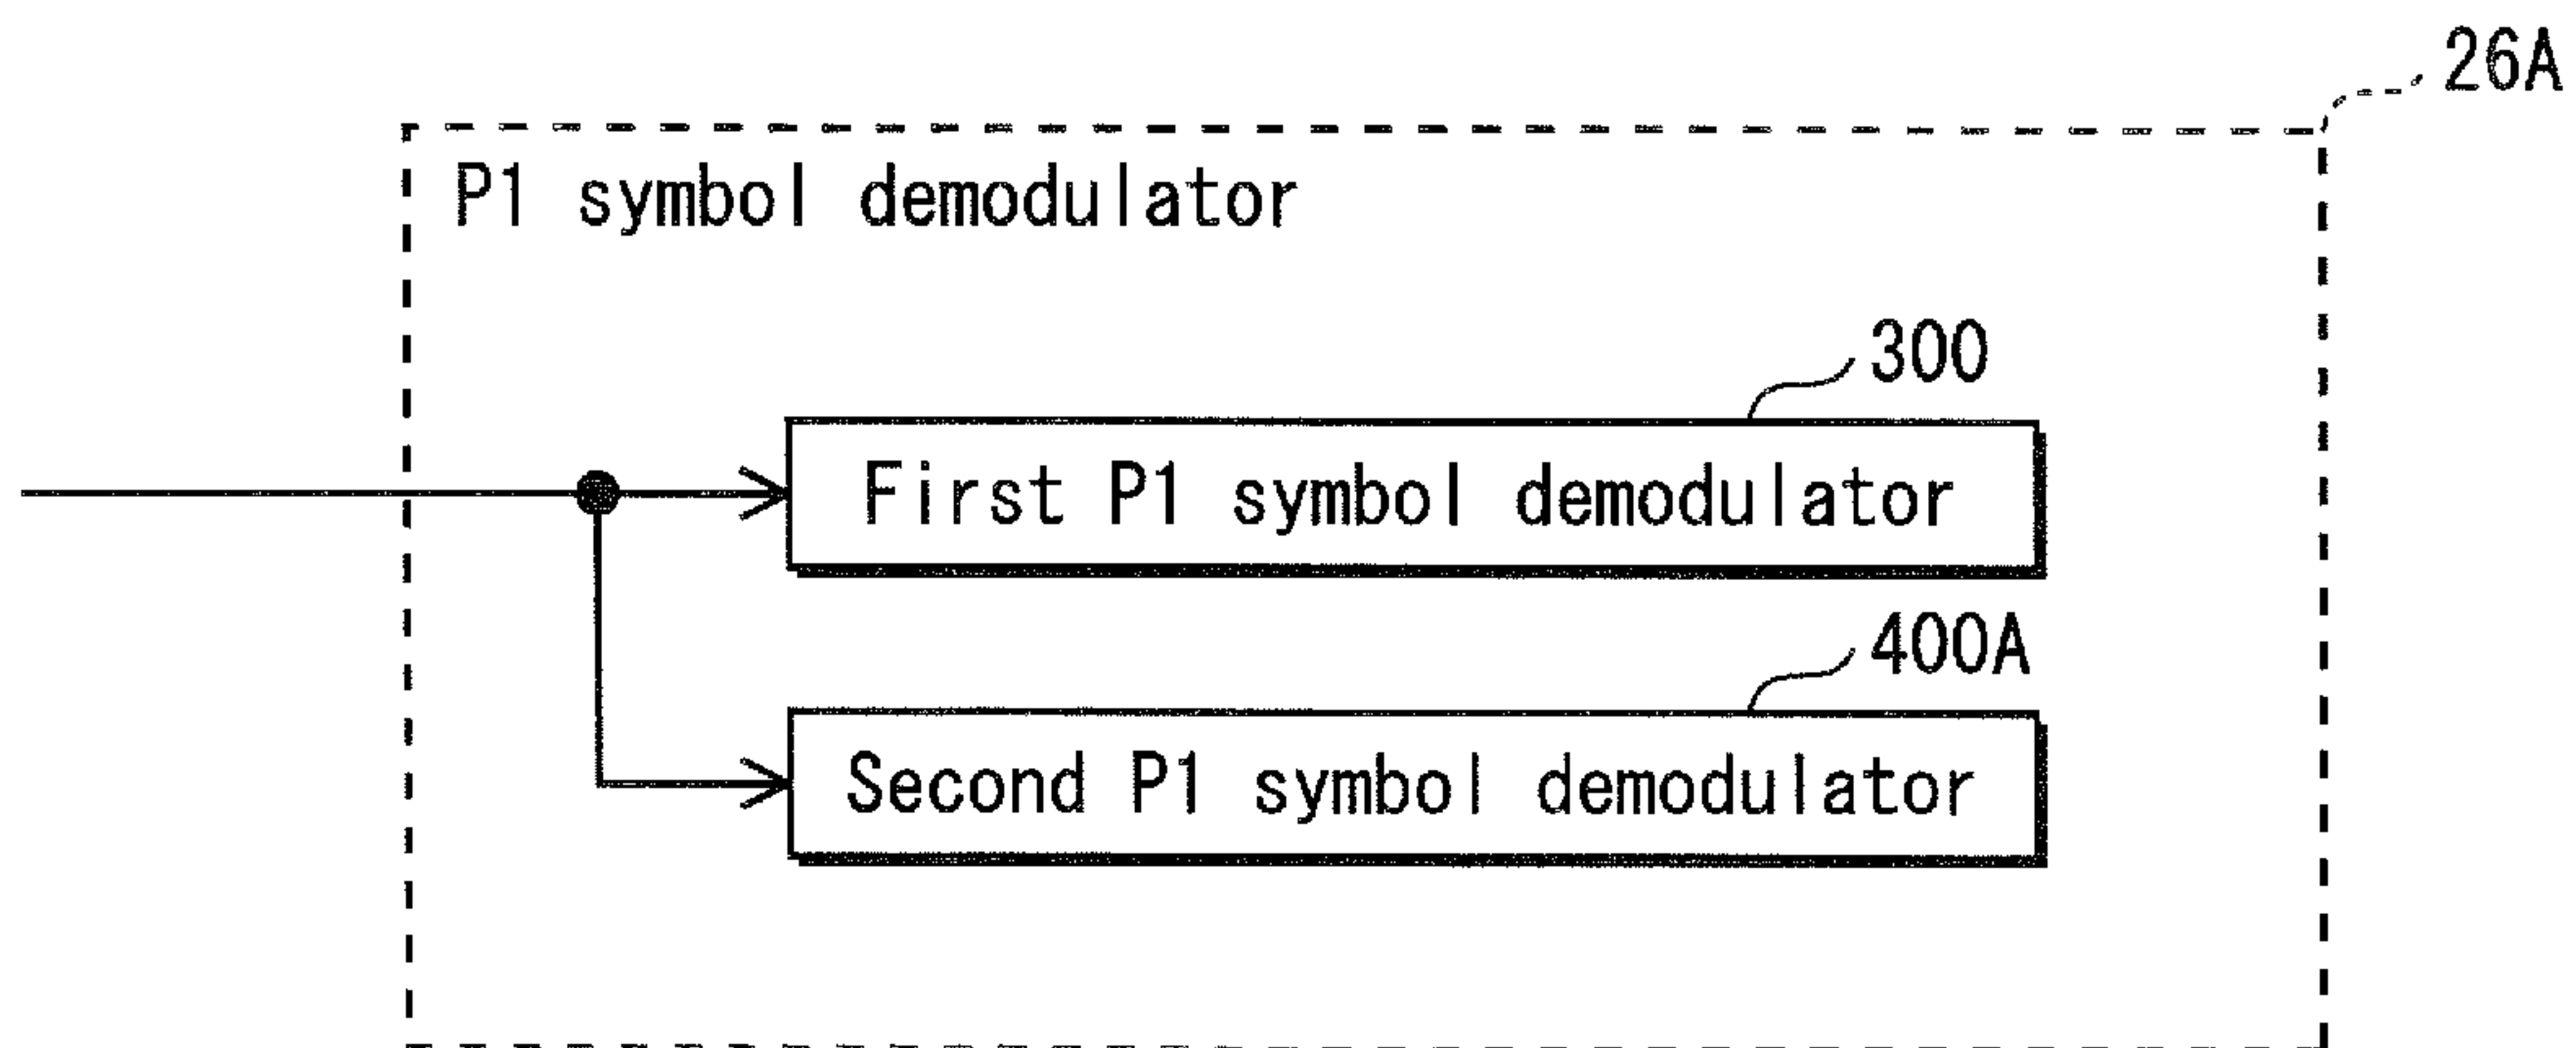 26A
P1 symbol demodulator
300
First P1 symbol demodulator
400A
Second P1 symbol demodulator